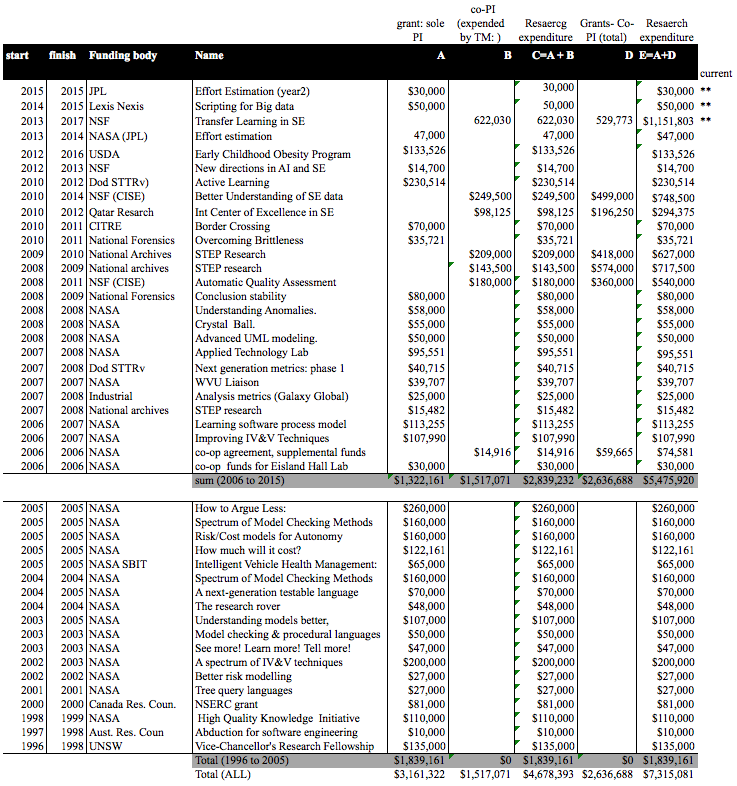 co-PI
grant: sole (expended Resaercg Grants- Co- Resaerch
PI by TM: ) expenditure PI (total) expenditure
start finish Funding body Name A B C=A + B D E=A+D
current
2015 2015 JPL Effort Estimation (year2) $30,000 30,000 $30,000 **
2014 2015 Lexis Nexis Scripting for Big data $50,000 50,000 $50,000 **
2013 2017 NSF Transfer Learning in SE 622,030 622,030 529,773 $1,151,803 **
2013 2014 NASA (JPL) Effort estimation 47,000 47,000 $47,000
2012 2016 USDA Early Childhood Obesity Program $133,526 $133,526 $133,526
2012 2013 NSF New directions in AI and SE $14,700 $14,700 $14,700
2010 2012 Dod STTRv) Active Learning $230,514 $230,514 $230,514
2010 2014 NSF (CISE) Better Understanding of SE data $249,500 $249,500 $499,000 $748,500
2010 2012 Qatar Resarch Int Center of Excellence in SE $98,125 $98,125 $196,250 $294,375
2010 2011 CITRE Border Crossing $70,000 $70,000 $70,000
2010 2011 National Forensics Overcoming Brittleness $35,721 $35,721 $35,721
2009 2010 National Archives STEP Research $209,000 $209,000 $418,000 $627,000
2008 2009 National archives STEP research $143,500 $143,500 $574,000 $717,500
2008 2011 NSF (CISE) Automatic Quality Assessment $180,000 $180,000 $360,000 $540,000
2008 2009 National Forensics Conclusion stability $80,000 $80,000 $80,000
2008 2008 NASA Understanding Anomalies. $58,000 $58,000 $58,000
2008 2008 NASA Crystal Ball. $55,000 $55,000 $55,000
2008 2008 NASA Advanced UML modeling. $50,000 $50,000 $50,000
2007 2008 NASA Applied Technology Lab $95,551 $95,551 $95,551
2007 2008 Dod STTRv Next generation metrics: phase 1 $40,715 $40,715 $40,715
2007 2007 NASA WVU Liaison $39,707 $39,707 $39,707
2007 2008 Industrial Analysis metrics (Galaxy Global) $25,000 $25,000 $25,000
2007 2008 National archives STEP research $15,482 $15,482 $15,482
2006 2007 NASA Learning software process model $113,255 $113,255 $113,255
2006 2007 NASA Improving IV&V Techniques $107,990 $107,990 $107,990
2006 2006 NASA co-op agreement, supplemental funds $14,916 $14,916 $59,665 $74,581
2006 2006 NASA co-op funds for Eisland Hall Lab $30,000 $30,000 $30,000
sum (2006 to 2015) $1,322,161 $1,517,071 $2,839,232 $2,636,688 $5,475,920
2005 2005 NASA How to Argue Less: $260,000 $260,000 $260,000
2005 2005 NASA Spectrum of Model Checking Methods $160,000 $160,000 $160,000
2005 2005 NASA Risk/Cost models for Autonomy $160,000 $160,000 $160,000
2005 2005 NASA How much will it cost? $122,161 $122,161 $122,161
2005 2005 NASA SBIT Intelligent Vehicle Health Management: $65,000 $65,000 $65,000
2004 2004 NASA Spectrum of Model Checking Methods $160,000 $160,000 $160,000
2004 2005 NASA A next-generation testable language $70,000 $70,000 $70,000
2004 2004 NASA The research rover $48,000 $48,000 $48,000
2003 2005 NASA Understanding models better, $107,000 $107,000 $107,000
2003 2003 NASA Model checking & procedural languages $50,000 $50,000 $50,000
2003 2003 NASA See more! Learn more! Tell more! $47,000 $47,000 $47,000
2002 2003 NASA A spectrum of IV&V techniques $200,000 $200,000 $200,000
2002 2002 NASA Better risk modelling $27,000 $27,000 $27,000
2001 2001 NASA Tree query languages $27,000 $27,000 $27,000
2000 2000 Canada Res. Coun. NSERC grant $81,000 $81,000 $81,000
1998 1999 NASA High Quality Knowledge Initiative $110,000 $110,000 $110,000
1997 1998 Aust. Res. Coun Abduction for software engineering $10,000 $10,000 $10,000
1996 1998 UNSW Vice-Chancellor's Research Fellowship $135,000 $135,000 $135,000
Total (1996 to 2005) $1,839,161 $0 $1,839,161 $0 $1,839,161
Total (ALL) $3,161,322 $1,517,071 $4,678,393 $2,636,688 $7,315,081